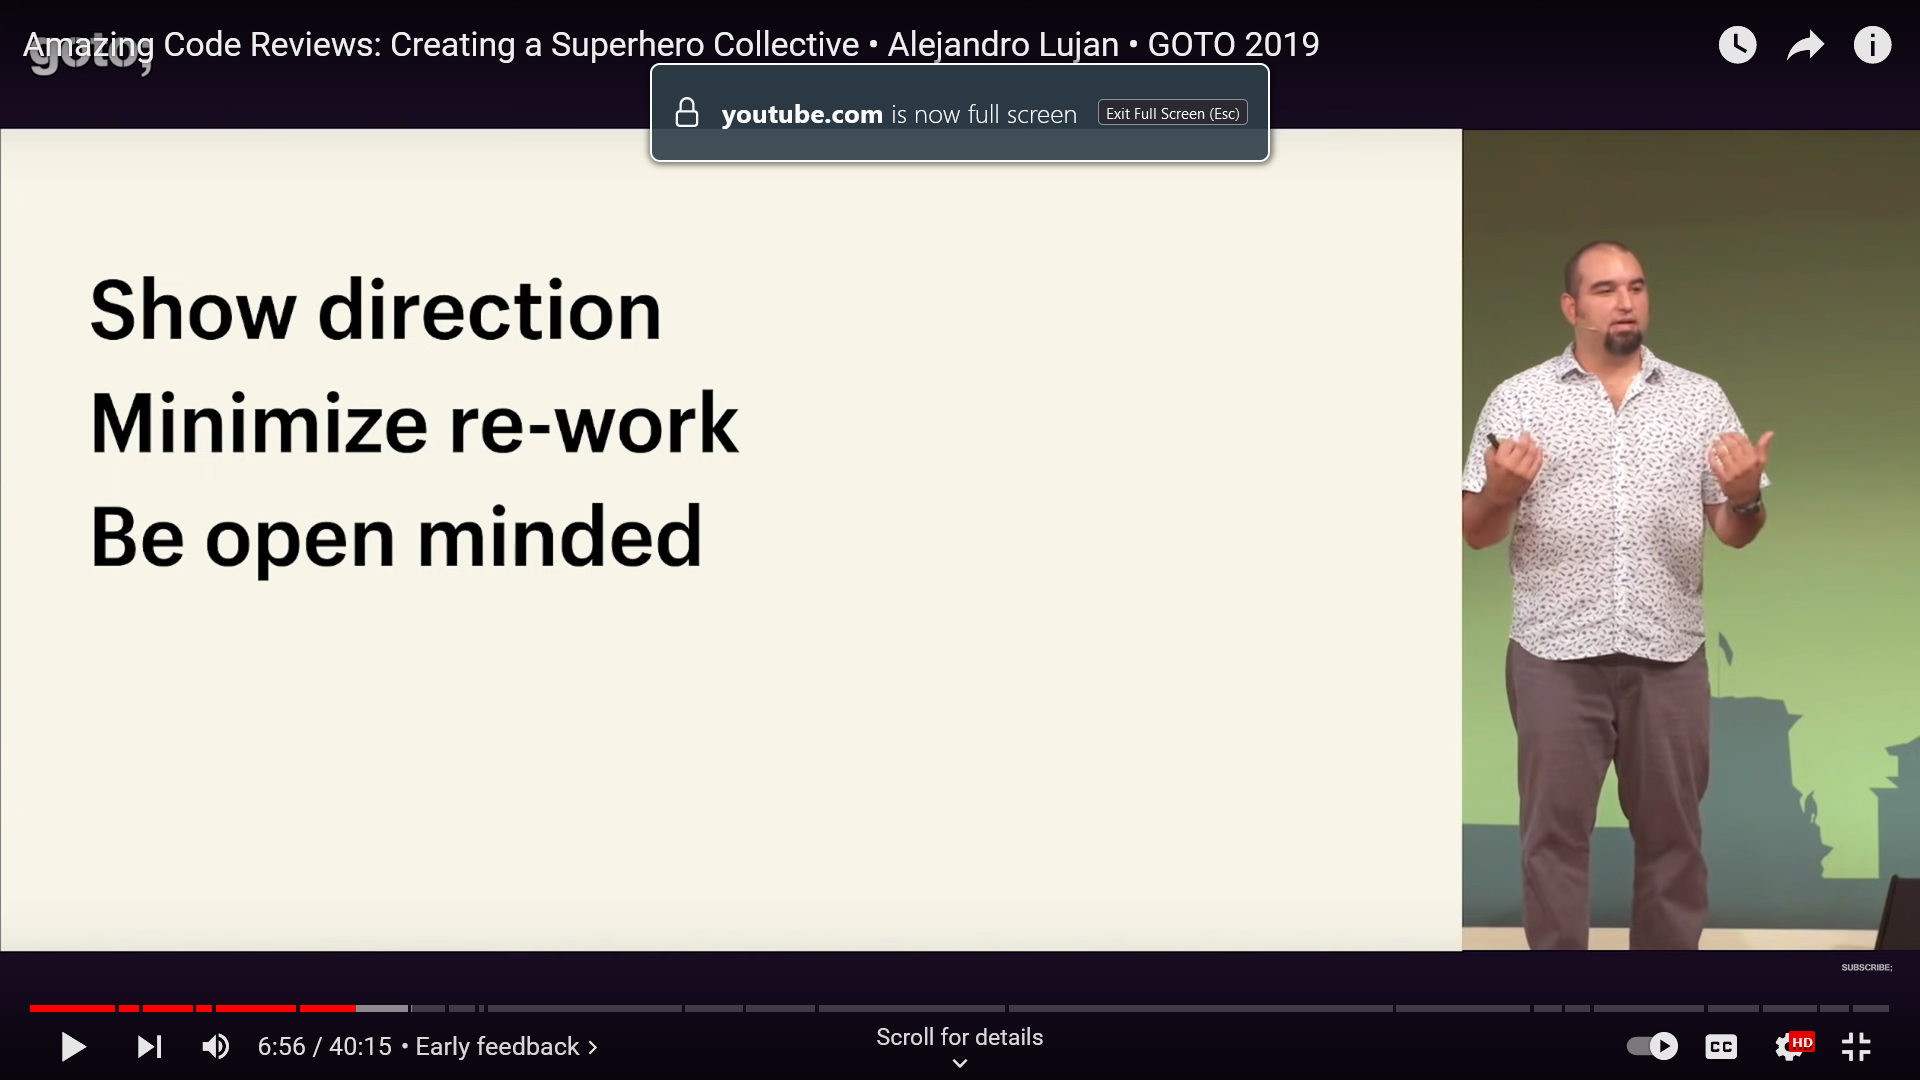 Amazing Code Reviews: Creating a Superhero Collective • Alejandro Lujan • GOTO 2019
goto;
youtube.com is now full screen
Exit Full Screen (Esc)
Show direction
Minimize re-work
Be open minded
SUBSCRIBE;
6:56 / 40:15 • Early feedback
Scroll for details
CC
HD